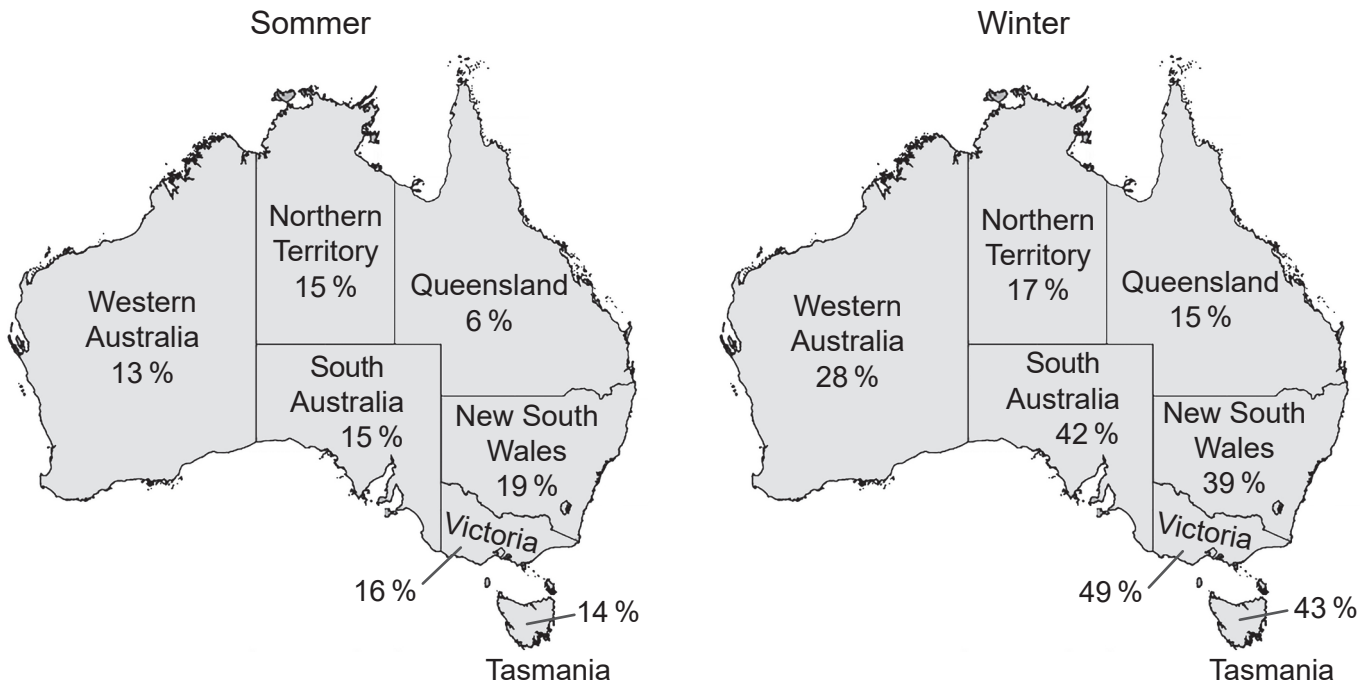 Sommer
Northern
Territory
15 %
Queensland
6 %
Western
Australia
13 %
South
Australia
15 %
New South
Wales
19 %
Victoria
16 %
14 %
Tasmania
Winter
Northern
Territory
17 %
Queensland
15 %
Western
Australia
28 %
South
Australia
42 %
New South
Wales
39 %
Victoria
49 %
43 %
Tasmania